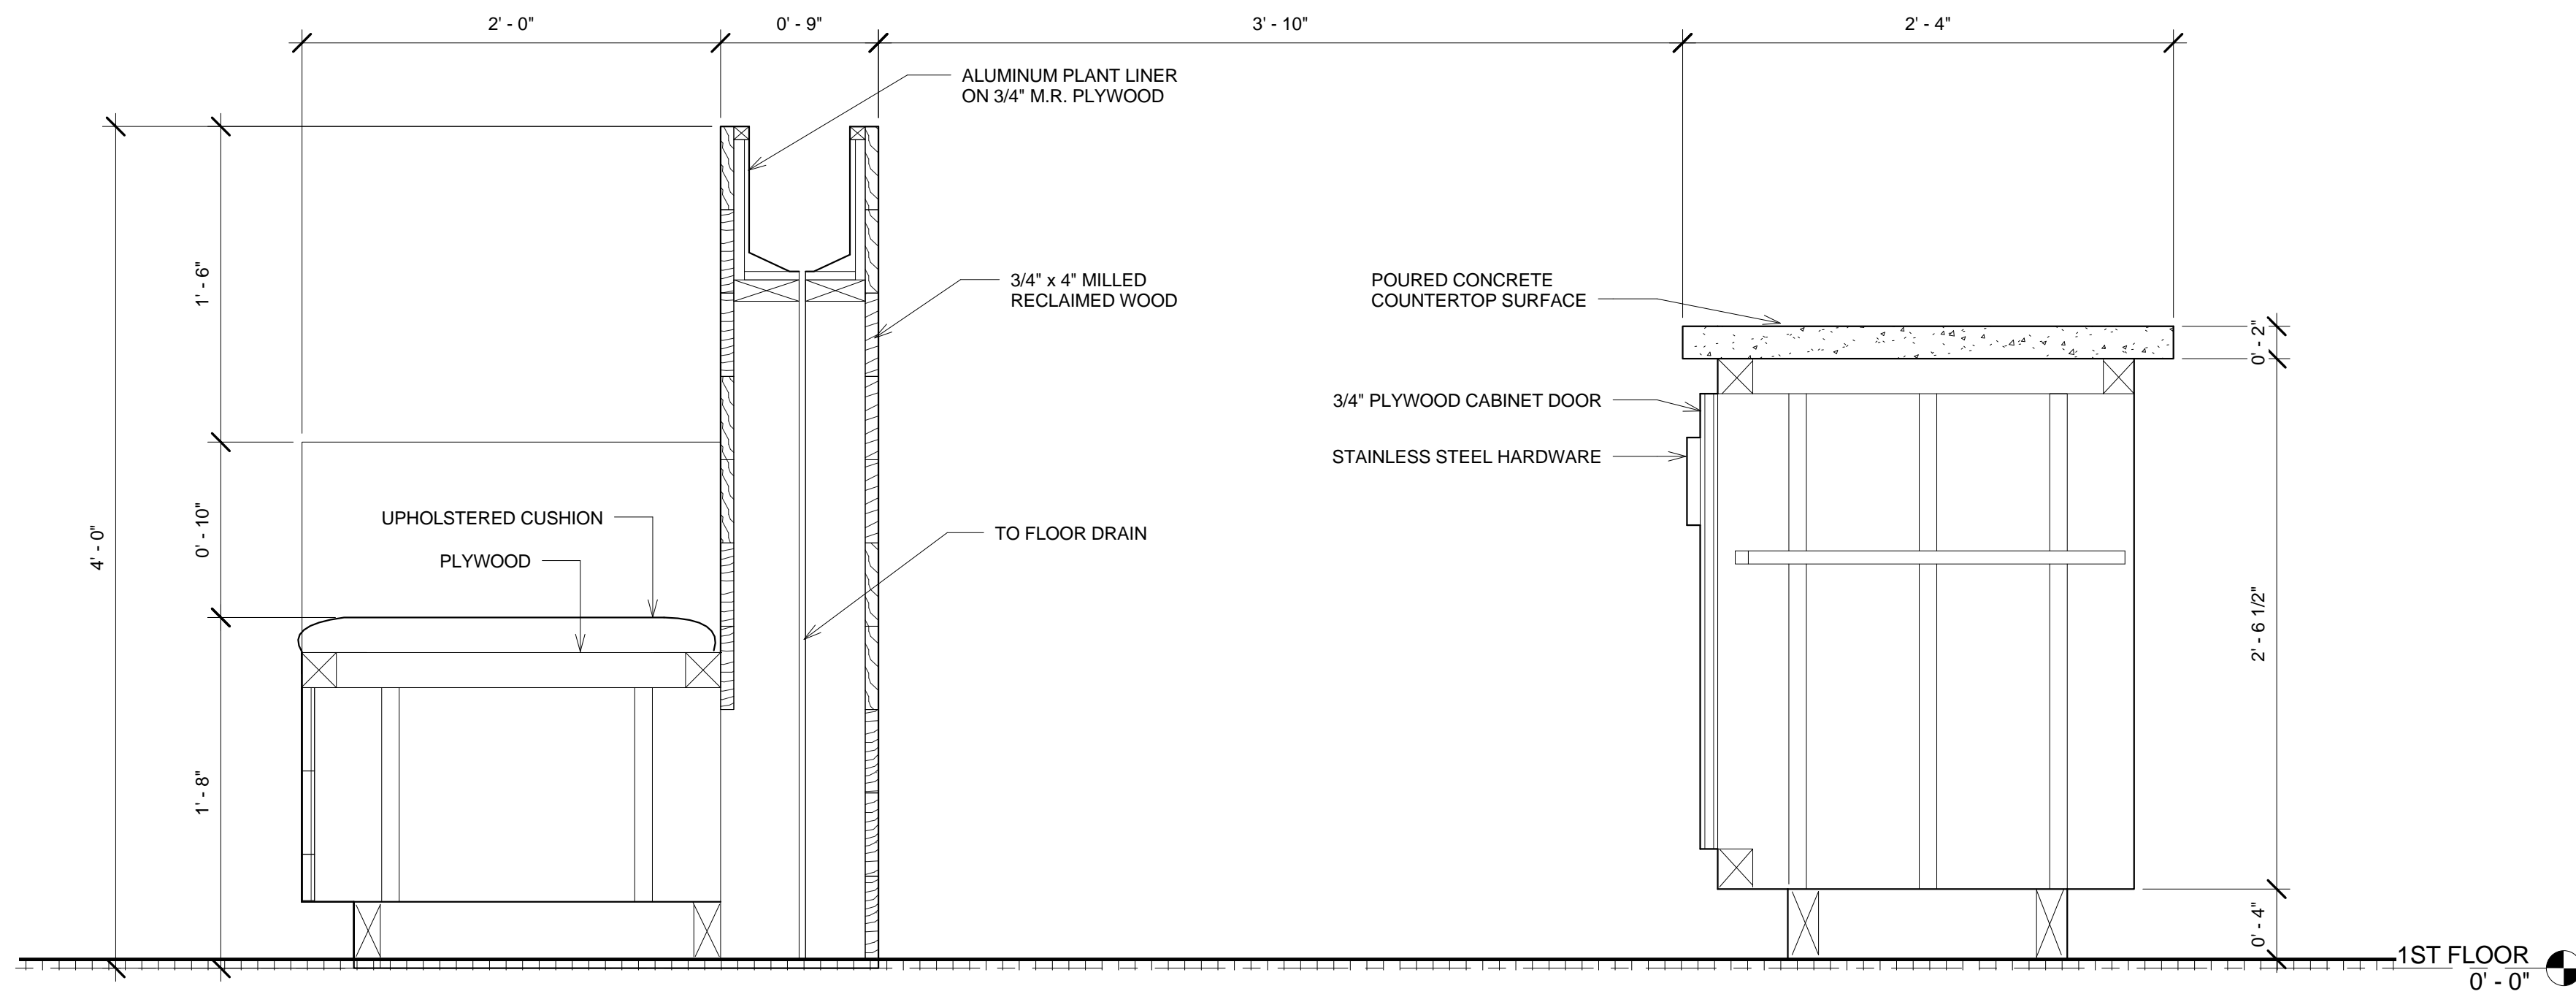 2' - 0"
0' - 9"
3' - 10"
2' - 4"
ALUMINUM PLANT LINER
ON 3/4" M.R. PLYWOOD
1' - 6"
3/4" x 4" MILLED
RECLAIMED WOOD
POURED CONCRETE
COUNTERTOP SURFACE
0' - 2"
3/4" PLYWOOD CABINET DOOR
STAINLESS STEEL HARDWARE
4' - 0"
0' - 10"
UPHOLSTERED CUSHION
PLYWOOD
TO FLOOR DRAIN
2' - 6 1/2"
1' - 8"
0' - 4"
1ST FLOOR
0' - 0"